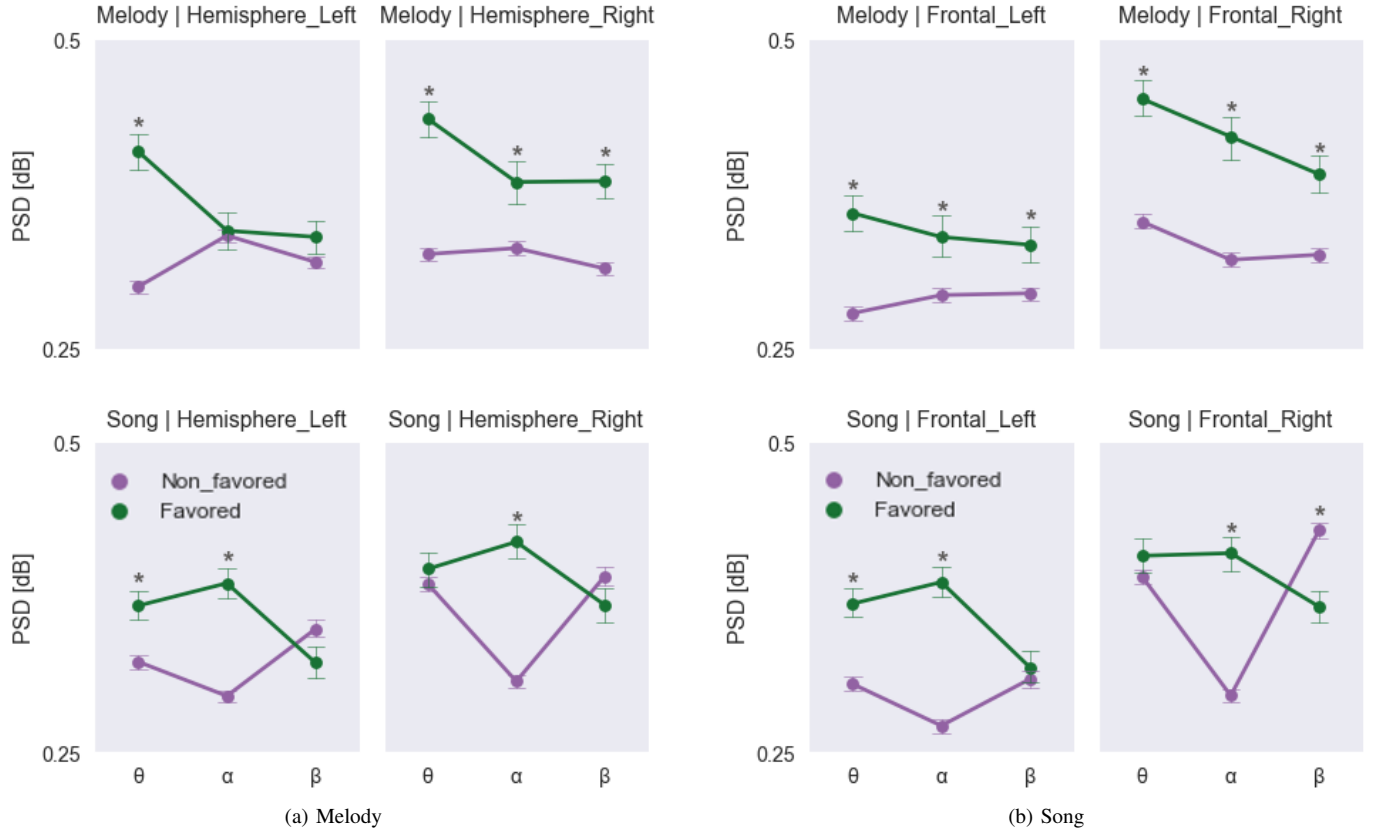 Melody | Hemisphere_Left
Melody | Hemisphere_Right
0.5
*
*
*
*
PSD [dB]
0.25
Song | Hemisphere_Left
Song | Hemisphere_Right
0.5
Non_favored
Favored
*
*
*
PSD [dB]
0.25
θ α β
θ α β
(a) Melody
Melody | Frontal_Left
Melody | Frontal_Right
0.5
*
*
*
*
*
*
PSD [dB]
0.25
Song | Frontal_Left
Song | Frontal_Right
0.5
Non_favored
Favored
*
*
*
*
PSD [dB]
0.25
θ α β
θ α β
(b) Song